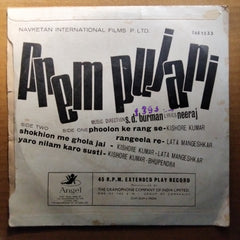 NAVKETAN INTERNATIONAL FILMS P. LTD.
TAE 1533
prem pujari
MUSIC DIRECTION s. d. burman LYRICS neeraj
SIDE ONE phoolon ke rang se-KISHORE KUMAR
rangeela re-LATA MANGESHKAR
SIDE TWO
shokhion me ghola jai - KISHORE KUMAR-LATA MANGESHKAR
yaro nilam karo susti-KISHORE KUMAR-BHUPENDRA
Angel
45 R.P.M. EXTENDED PLAY RECORD
THE GRAMOPHONE COMPANY OF INDIA LIMITED